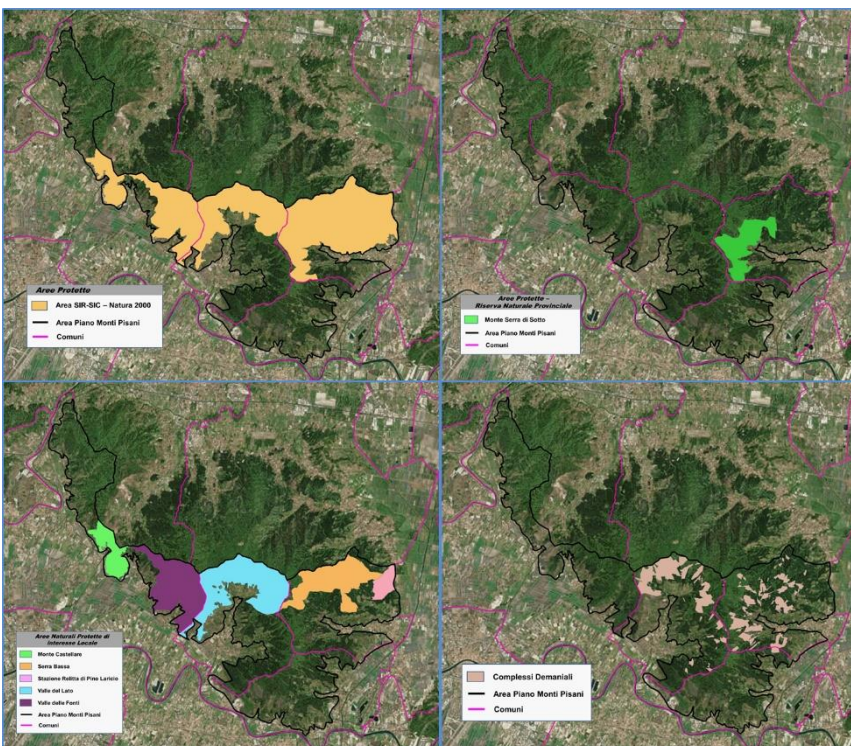 Aree Protette
Area SIR-SIC – Natura 2000
Area Piano Monti Pisani
Comuni
Aree Protette –
Riserva Naturale Provinciale
Monte Serra di Sotto
Area Piano Monti Pisani
Comuni
Aree Naturali Protette di
Interesse Locale
Monte Castellare
Serra Bassa
Stazione Relitta di Pino Laricio
Valle del Lato
Valle delle Fonti
Area Piano Monti Pisani
Comuni
Complessi Demaniali
Area Piano Monti Pisani
Comuni